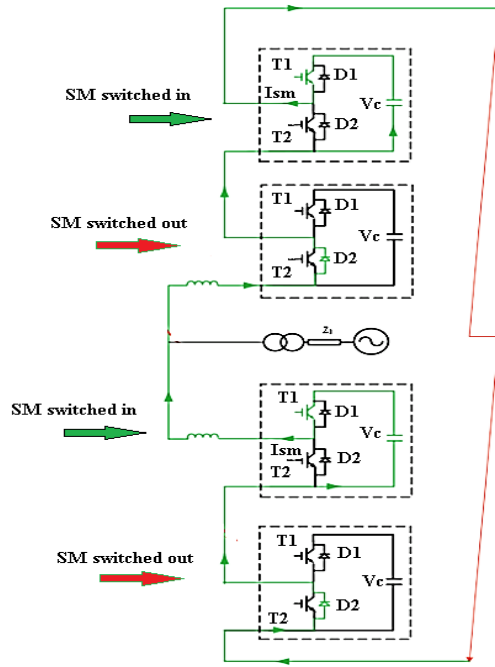 T1
D1
SM switched in
Ism
Vc
T2
D2
T1
D1
SM switched out
Vc
T2
D2
T1
D1
SM switched in
Vc
Ism
D2
T2
T1
D1
SM switched out
Vc
D2
T2